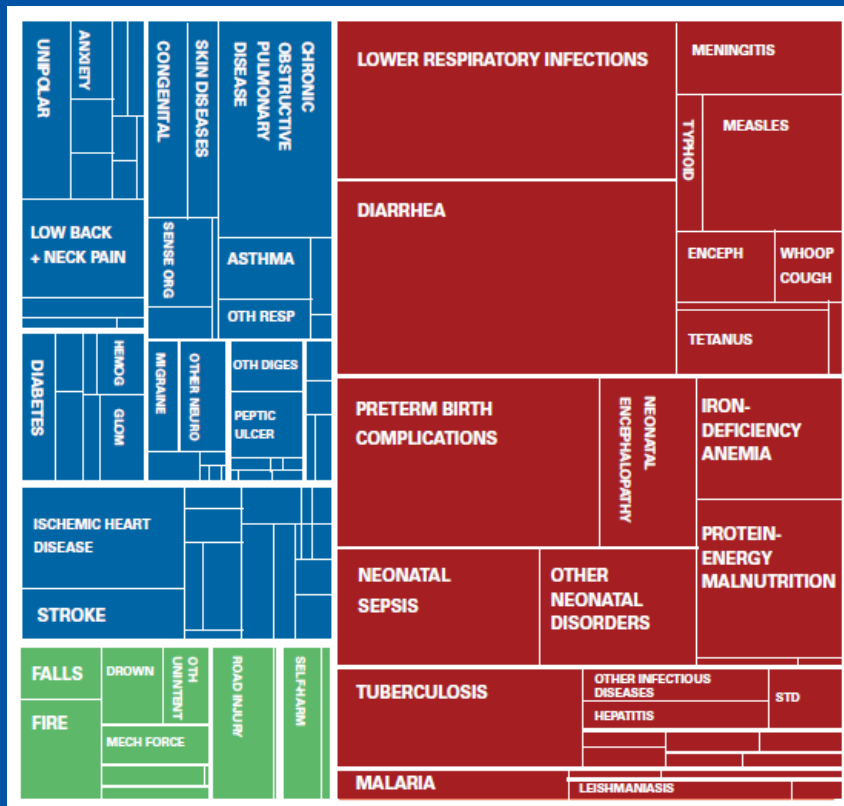 UNIPOLAR
ANXIETY
CONGENITAL
SKIN DISEASES
CHRONIC
OBSTRUCTIVE
PULMONARY
DISEASE
LOW BACK
+ NECK PAIN
SENSE ORG
ASTHMA
OTH RESP
DIABETES
HEMOG
GLOM
MIGRAINE
OTHER NEURO
OTH DIGES
PEPTIC
ULCER
ISCHEMIC HEART
DISEASE
STROKE
FALLS
FIRE
DROWN
OTH
UNINTENT
MECH FORCE
ROAD INJURY
SELF-HARM
LOWER RESPIRATORY INFECTIONS
MENINGITIS
TYPHOID
MEASLES
DIARRHEA
ENCEPH
WHOOP
COUGH
TETANUS
PRETERM BIRTH
COMPLICATIONS
NEONATAL
ENCEPHALOPATHY
IRON-
DEFICIENCY
ANEMIA
PROTEIN-
ENERGY
MALNUTRITION
NEONATAL
SEPSIS
OTHER
NEONATAL
DISORDERS
TUBERCULOSIS
OTHER INFECTIOUS
DISEASES
HEPATITIS
STD
MALARIA
LEISHMANIASIS